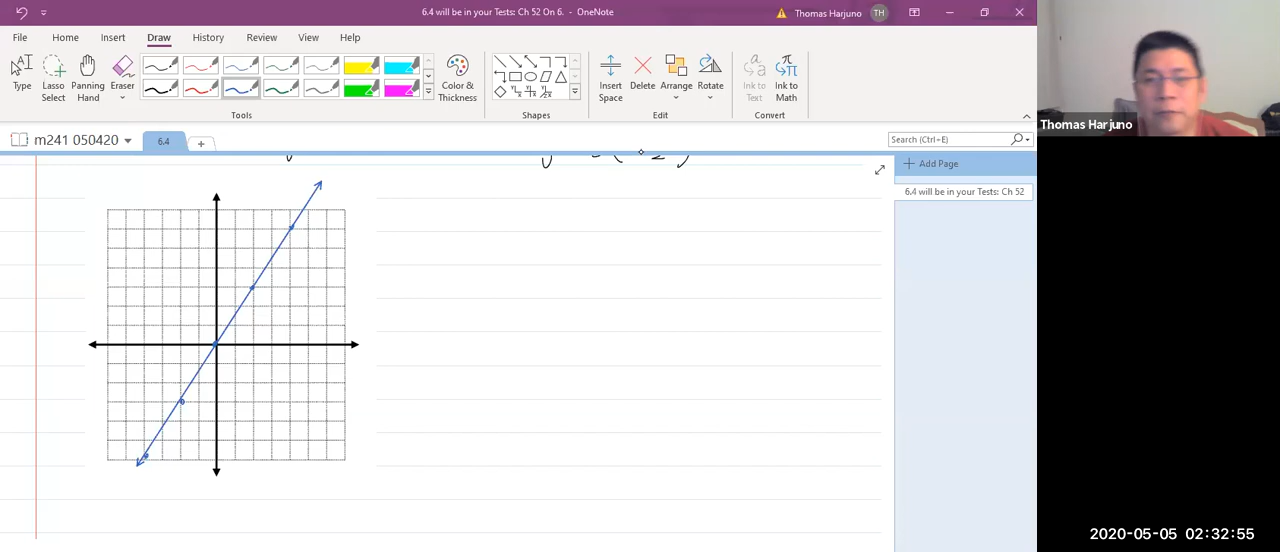 6.4 will be in your Tests: Ch 52 On 6. - OneNote
Thomas Harjuno TH
File Home Insert Draw History Review View Help
Type Lasso Select Panning Hand Eraser
Color & Thickness
Insert Space Delete Arrange Rotate
Ink to Text Ink to Math
Tools Shapes Edit Convert
m241 050420 6.4
Search (Ctrl+E)
Add Page
6.4 will be in your Tests: Ch 52
Thomas Harjuno
2020-05-05 02:32:55